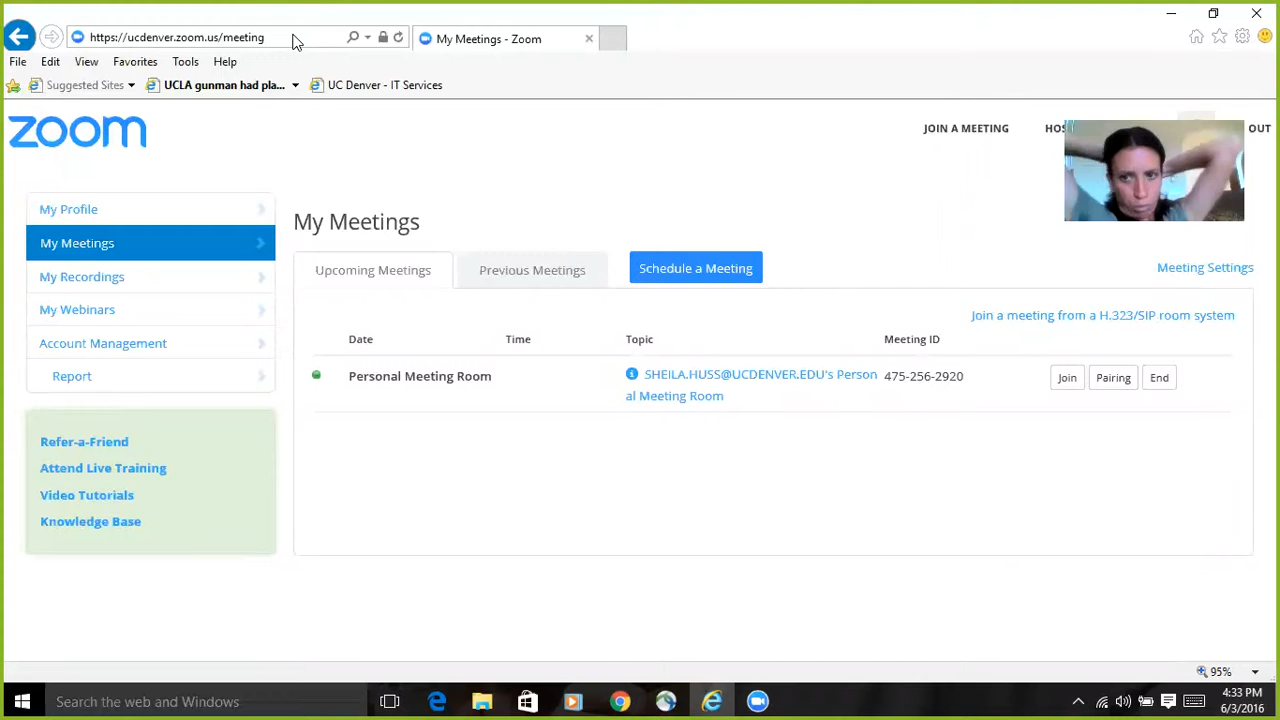 https://ucdenver.zoom.us/meeting
My Meetings - Zoom
File Edit View Favorites Tools Help
Suggested Sites UCLA gunman had pla... UC Denver - IT Services
zoom
JOIN A MEETING OUT
My Profile
My Meetings
My Recordings
My Webinars
Account Management
Report
Refer-a-Friend
Attend Live Training
Video Tutorials
Knowledge Base
My Meetings
Upcoming Meetings Previous Meetings Schedule a Meeting Meeting Settings
Join a meeting from a H.323/SIP room system
Date Time Topic Meeting ID
Personal Meeting Room SHEILA.HUSS@UCDENVER.EDU's Person 475-256-2920 Join Pairing End
al Meeting Room
95%
Search the web and Windows
4:33 PM
6/3/2016